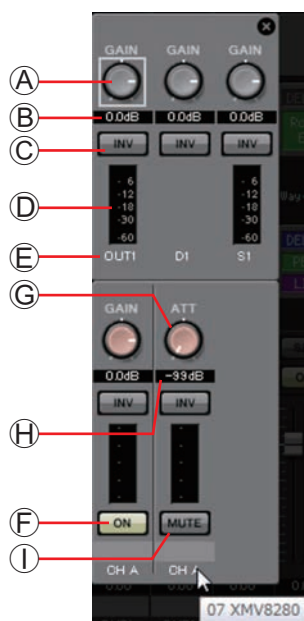 GAIN GAIN GAIN
A
B 0.0dB 0.0dB 0.0dB
C INV INV INV
- 6 - 6
-12 -12
D -18 -18
-30 -30
-60 -60
E OUT1 D1 S1
G GAIN ATT
0.0dB -99dB
H
INV INV
F ON MUTE
I
CH A CH A
07 XMV8280